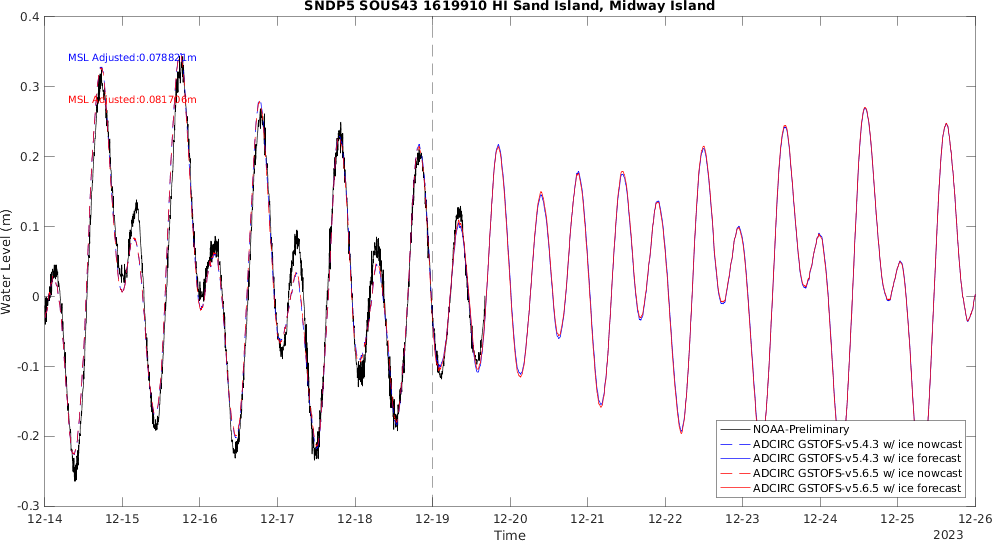 SNDP5 SOUS43 1619910 HI Sand Island, Midway Island
MSL Adjusted:0.078821m
MSL Adjusted:0.081706m
Water Level (m)
0.4
0.3
0.2
0.1
0
-0.1
-0.2
-0.3
NOAA-Preliminary
ADCIRC GSTOFS-v5.4.3 w/ ice nowcast
ADCIRC GSTOFS-v5.4.3 w/ ice forecast
ADCIRC GSTOFS-v5.6.5 w/ ice nowcast
ADCIRC GSTOFS-v5.6.5 w/ ice forecast
12-14 12-15 12-16 12-17 12-18 12-19 12-20 12-21 12-22 12-23 12-24 12-25 12-26
Time
2023